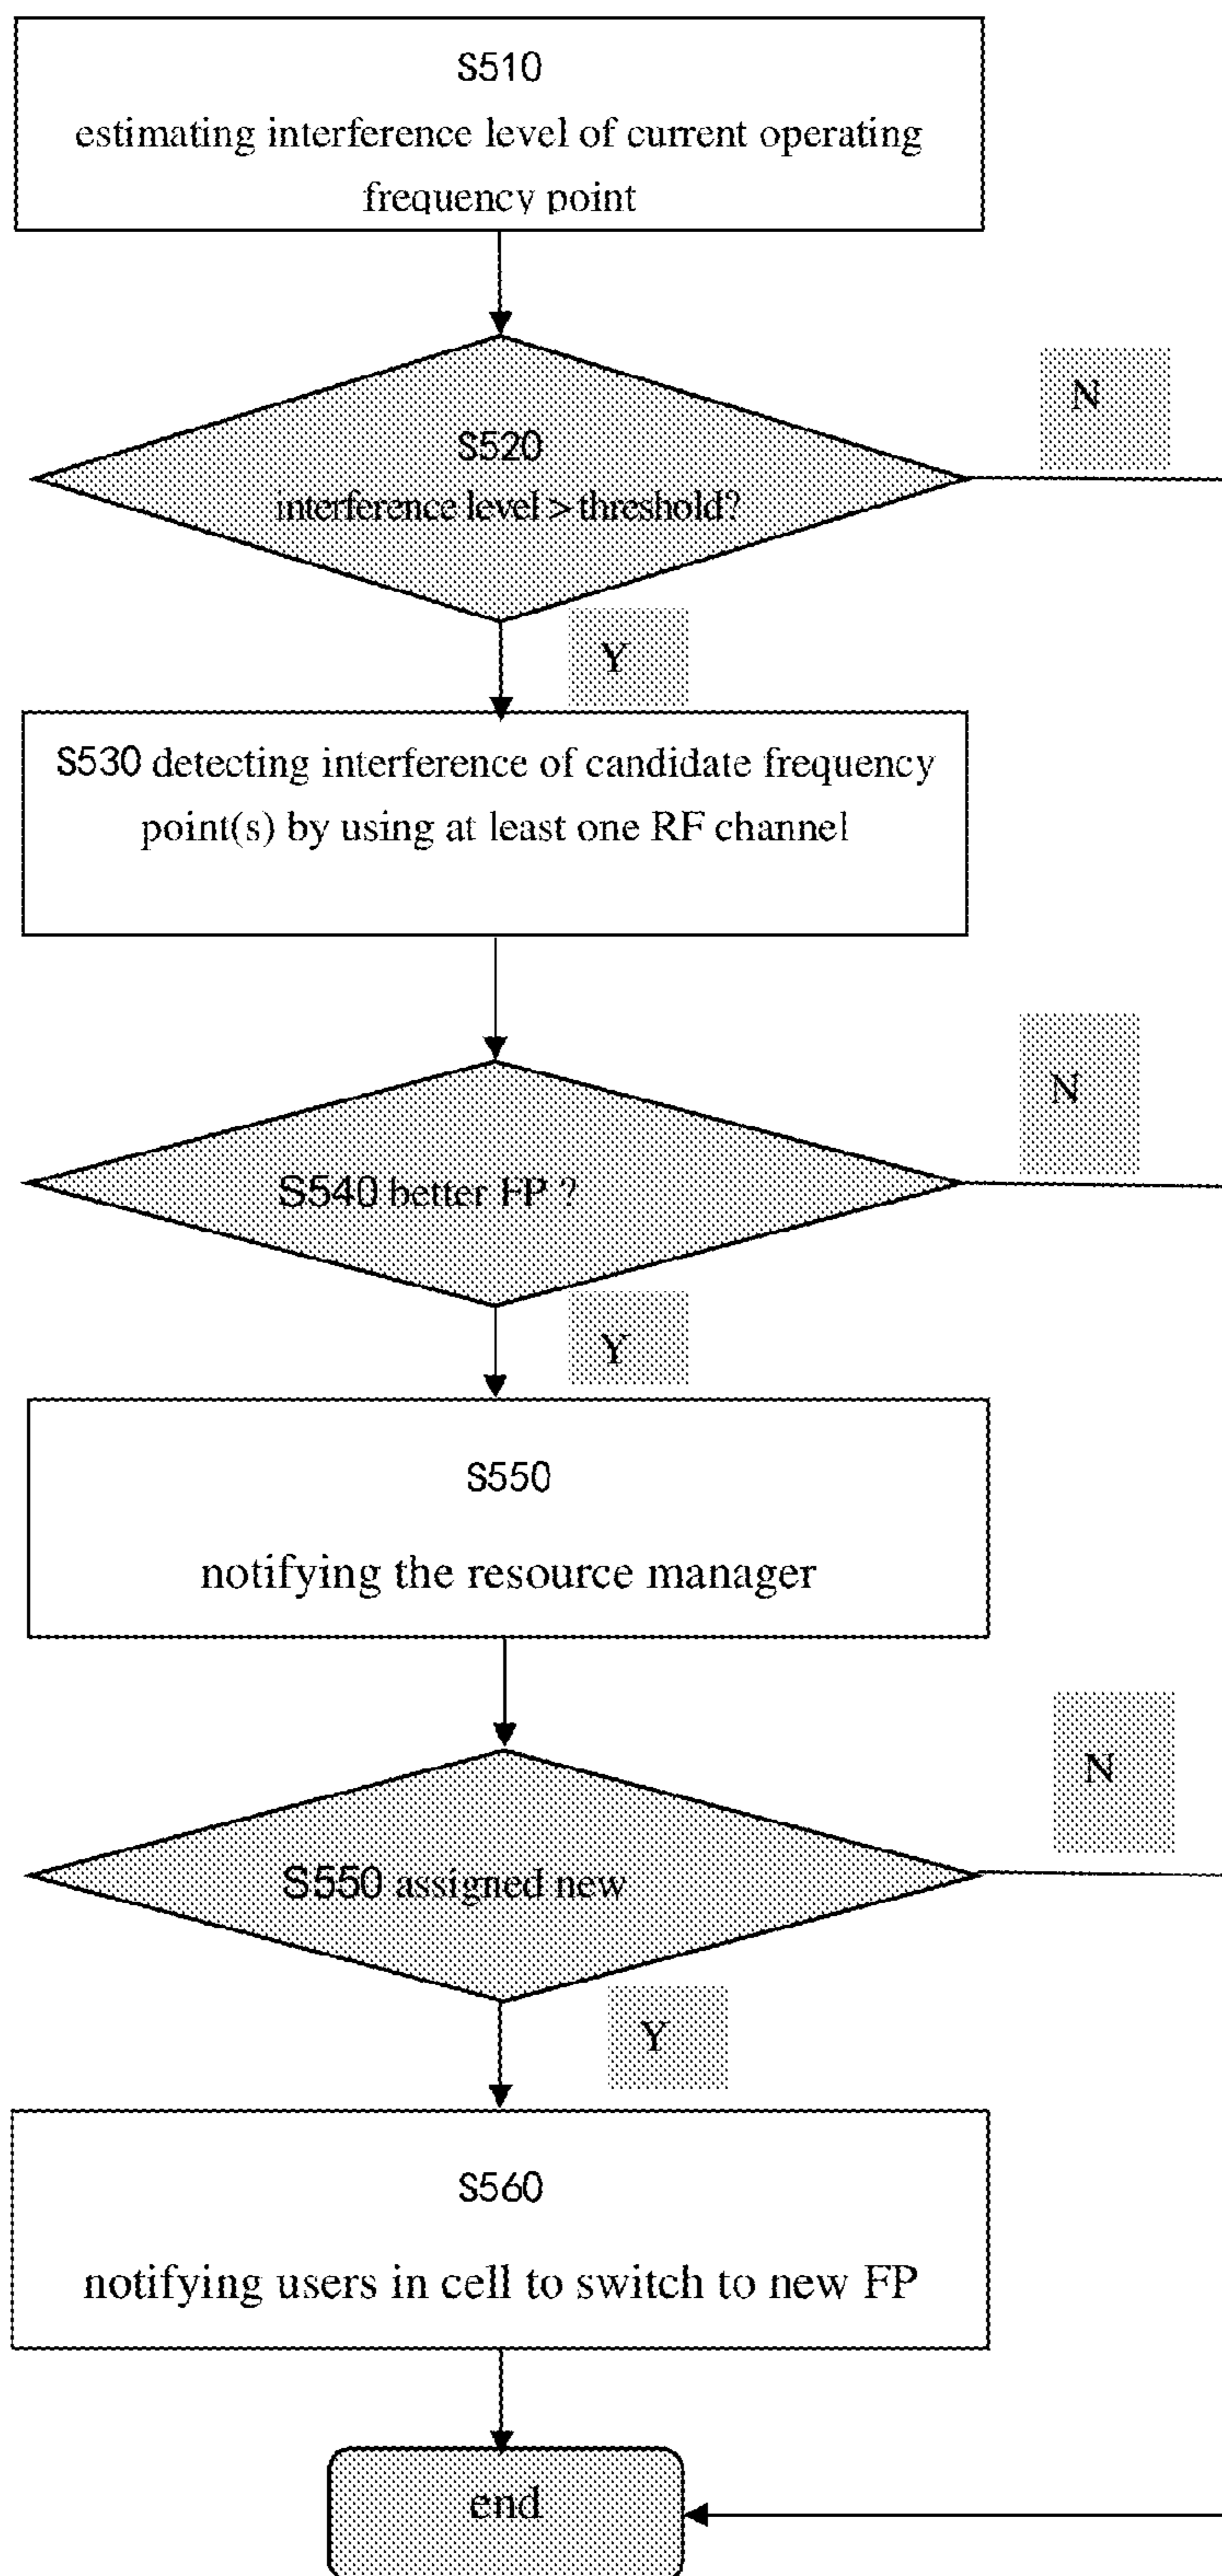 S510
estimating interference level of current operating
frequency point
N
S520
interference level > threshold?
Y
S530 detecting interference of candidate frequency
point(s) by using at least one RF channel
N
S540 better FP ?
Y
S550
notifying the resource manager
N
S550 assigned new
Y
S560
notifying users in cell to switch to new FP
end